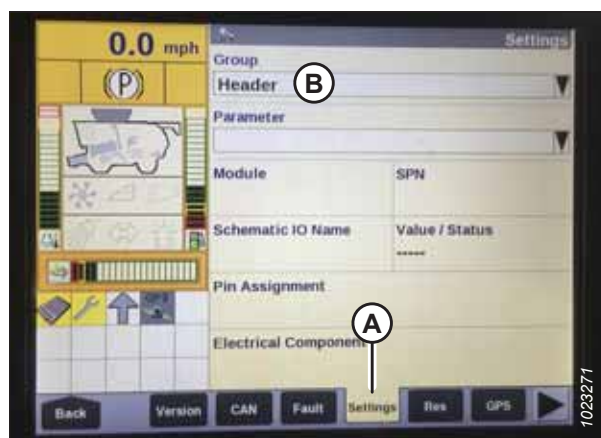 0.0 mph
Settings
Group
(P)
Header
B
Parameter
Module
SPN
Schematic IO Name
Value / Status
-----
Pin Assignment
A
Electrical Component
Back
Version
CAN
Fault
Settings
Res
GPS
1023271